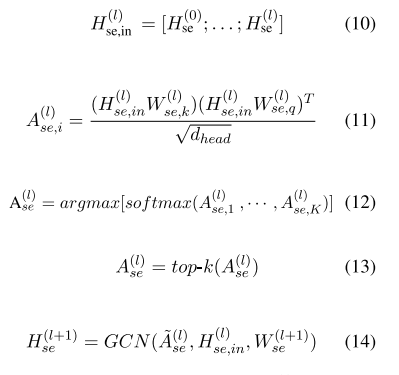 H_{se,in}^{(l)} = [H_{se}^{(0)}; . . . ; H_{se}^{(l)}] (10)
A_{se,i}^{(l)} = \frac{(H_{se,in}^{(l)} W_{se,k}^{(l)})(H_{se,in}^{(l)} W_{se,q}^{(l)})^T}{\sqrt{d_{head}}} (11)
A_{se}^{(l)} = argmax[softmax(A_{se,1}^{(l)}, \cdots, A_{se,K}^{(l)})] (12)
A_{se}^{(l)} = top-k(A_{se}^{(l)}) (13)
H_{se}^{(l+1)} = GCN(\tilde{A}_{se}^{(l)}, H_{se,in}^{(l)}, W_{se}^{(l+1)}) (14)